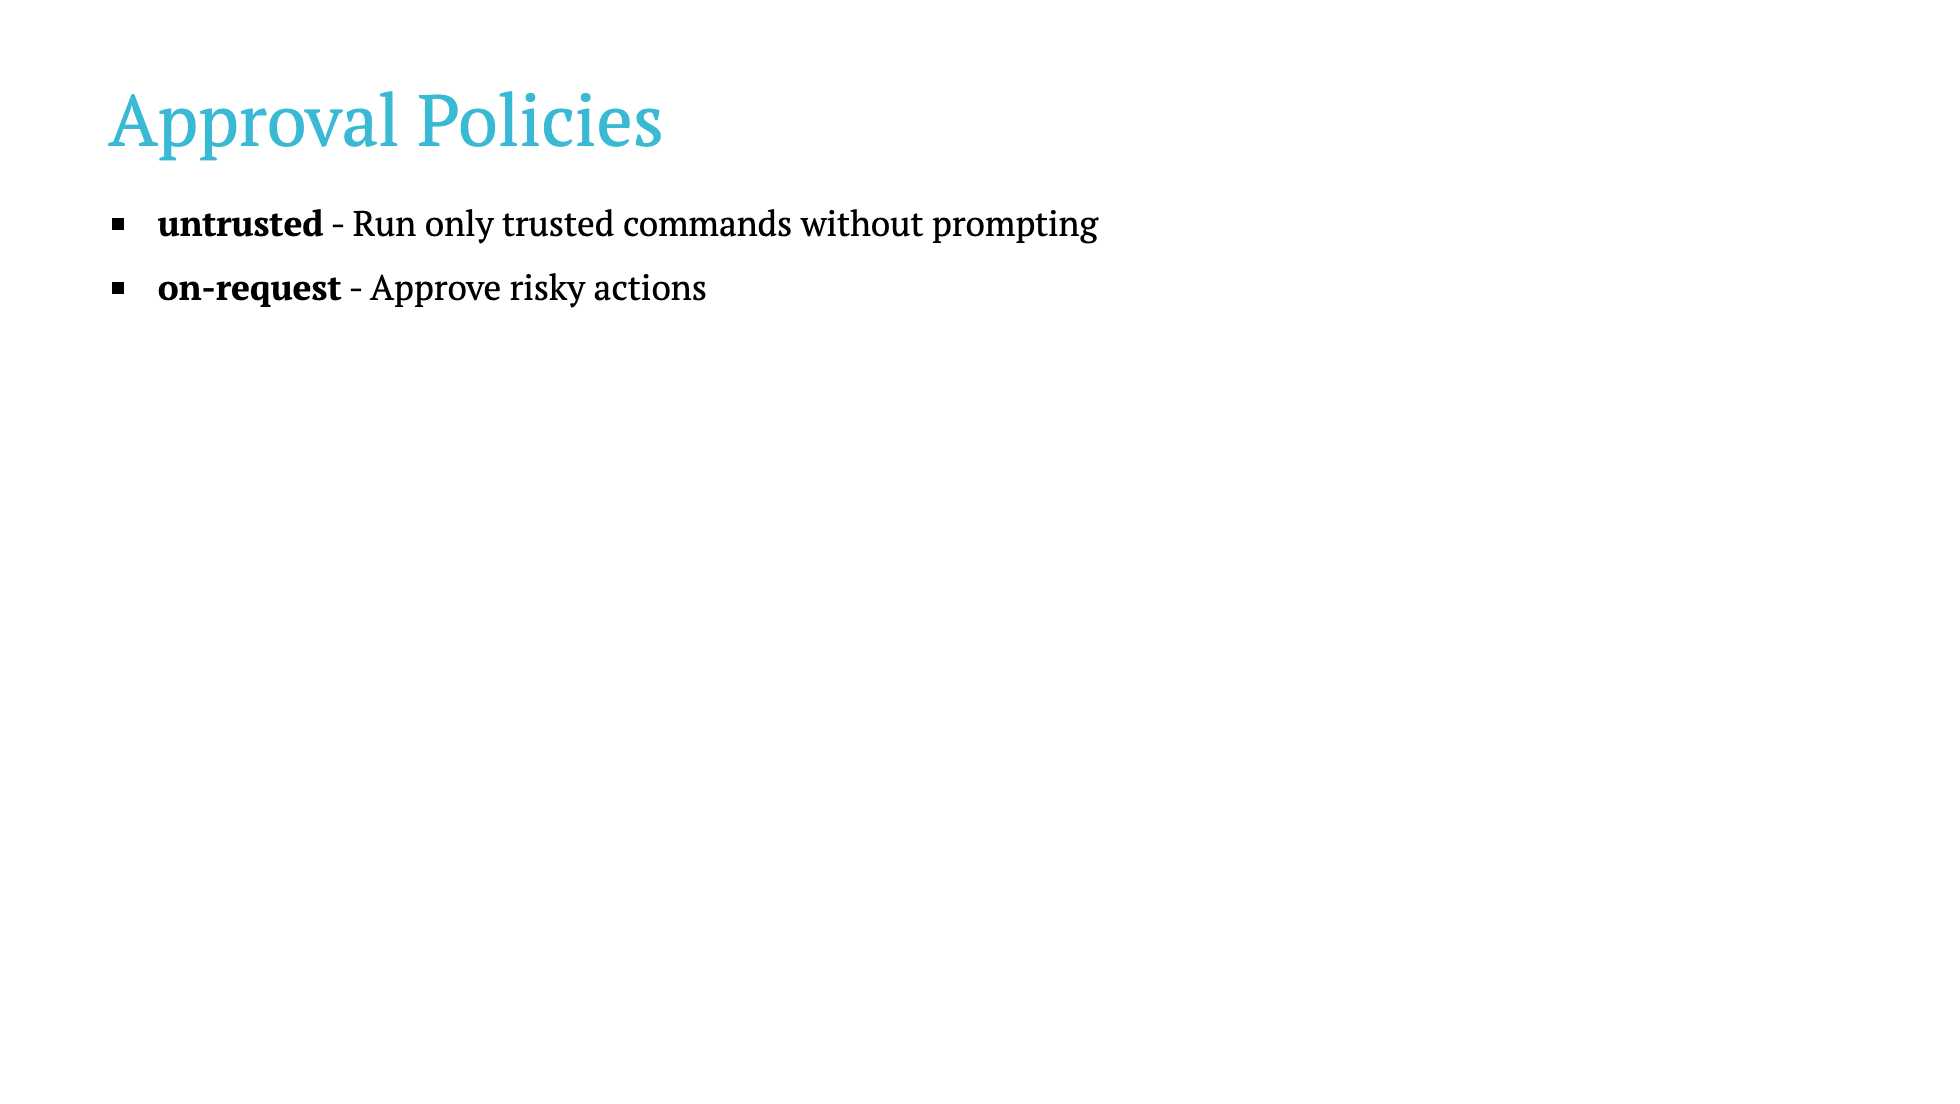 Approval Policies
▪ untrusted - Run only trusted commands without prompting
▪ on-request - Approve risky actions